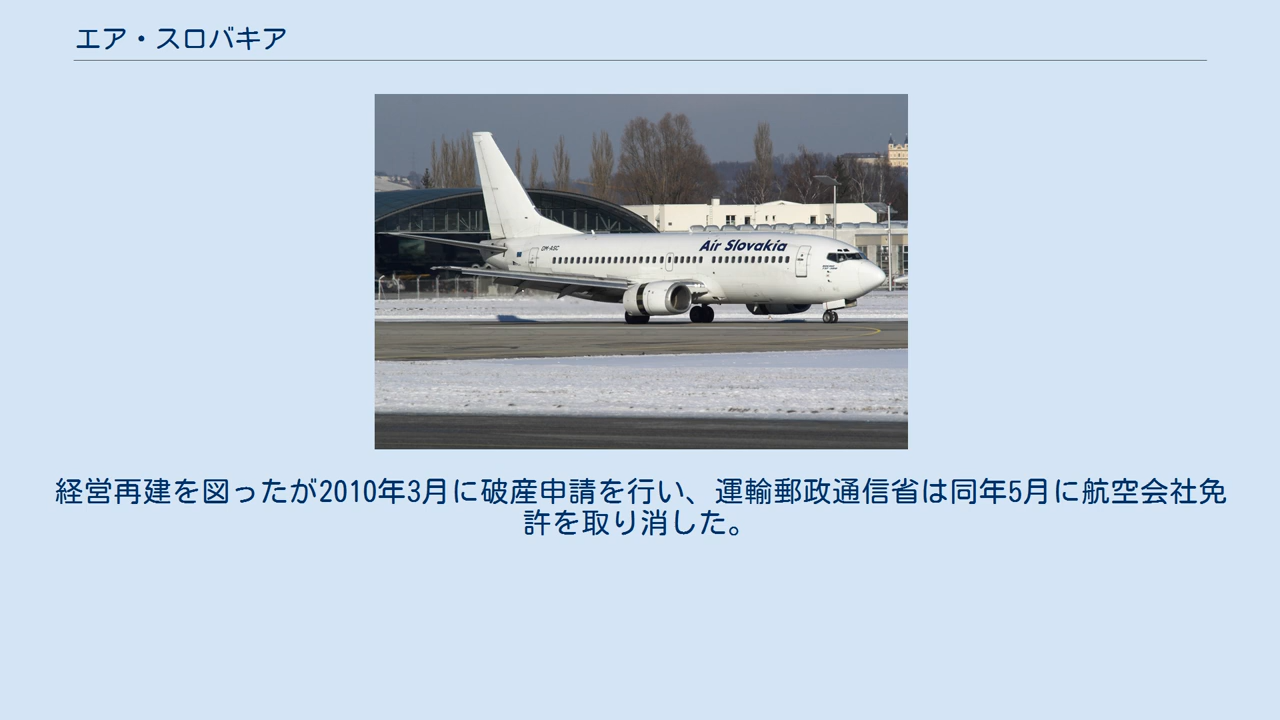 エア・スロバキア
Air Slovakia
OM-ASC
経営再建を図ったが2010年3月に破産申請を行い、運輸郵政通信省は同年5月に航空会社免
許を取り消した。